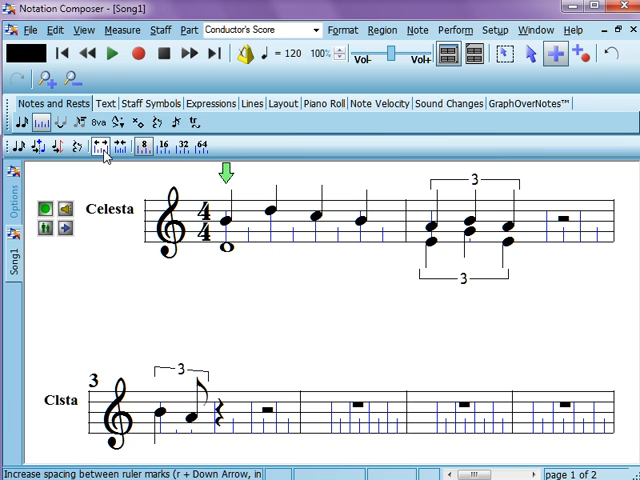 Notation Composer - [Song1]
File Edit View Measure Staff Part Conductor's Score Format Region Note Perform Setup Window Help
= 120 100% Vol- Vol+
Notes and Rests Text Staff Symbols Expressions Lines Layout Piano Roll Note Velocity Sound Changes GraphOverNotes™
8va tr
8 16 32 64
Options
Song1
Celesta
4
4
3
3
3
Clsta
3
Increase spacing between ruler marks (r + Down Arrow, in
page 1 of 2